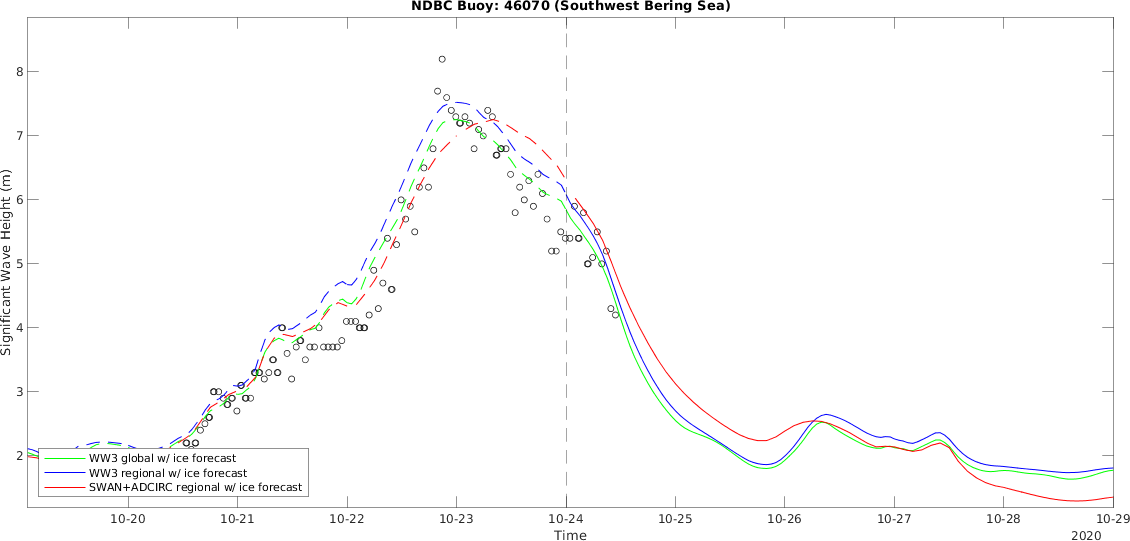 NDBC Buoy: 46070 (Southwest Bering Sea)
Significant Wave Height (m)
8
7
6
5
4
3
2
WW3 global w/ ice forecast
WW3 regional w/ ice forecast
SWAN+ADCIRC regional w/ ice forecast
10-20 10-21 10-22 10-23 10-24 10-25 10-26 10-27 10-28 10-29
Time
2020